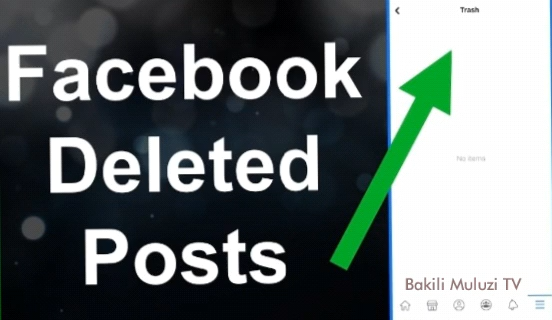 Facebook
Deleted
Posts
Trash
No items
Bakili Muluzi TV